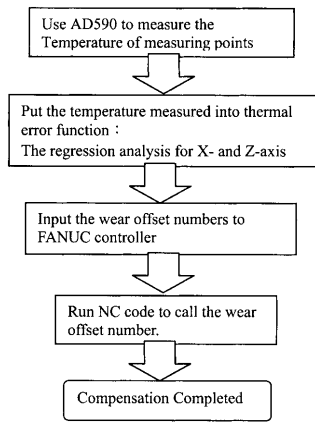 Use AD590 to measure the
Temperature of measuring points
Put the temperature measured into thermal
error function：
The regression analysis for X- and Z-axis
Input the wear offset numbers to
FANUC controller
Run NC code to call the wear
offset number.
Compensation Completed